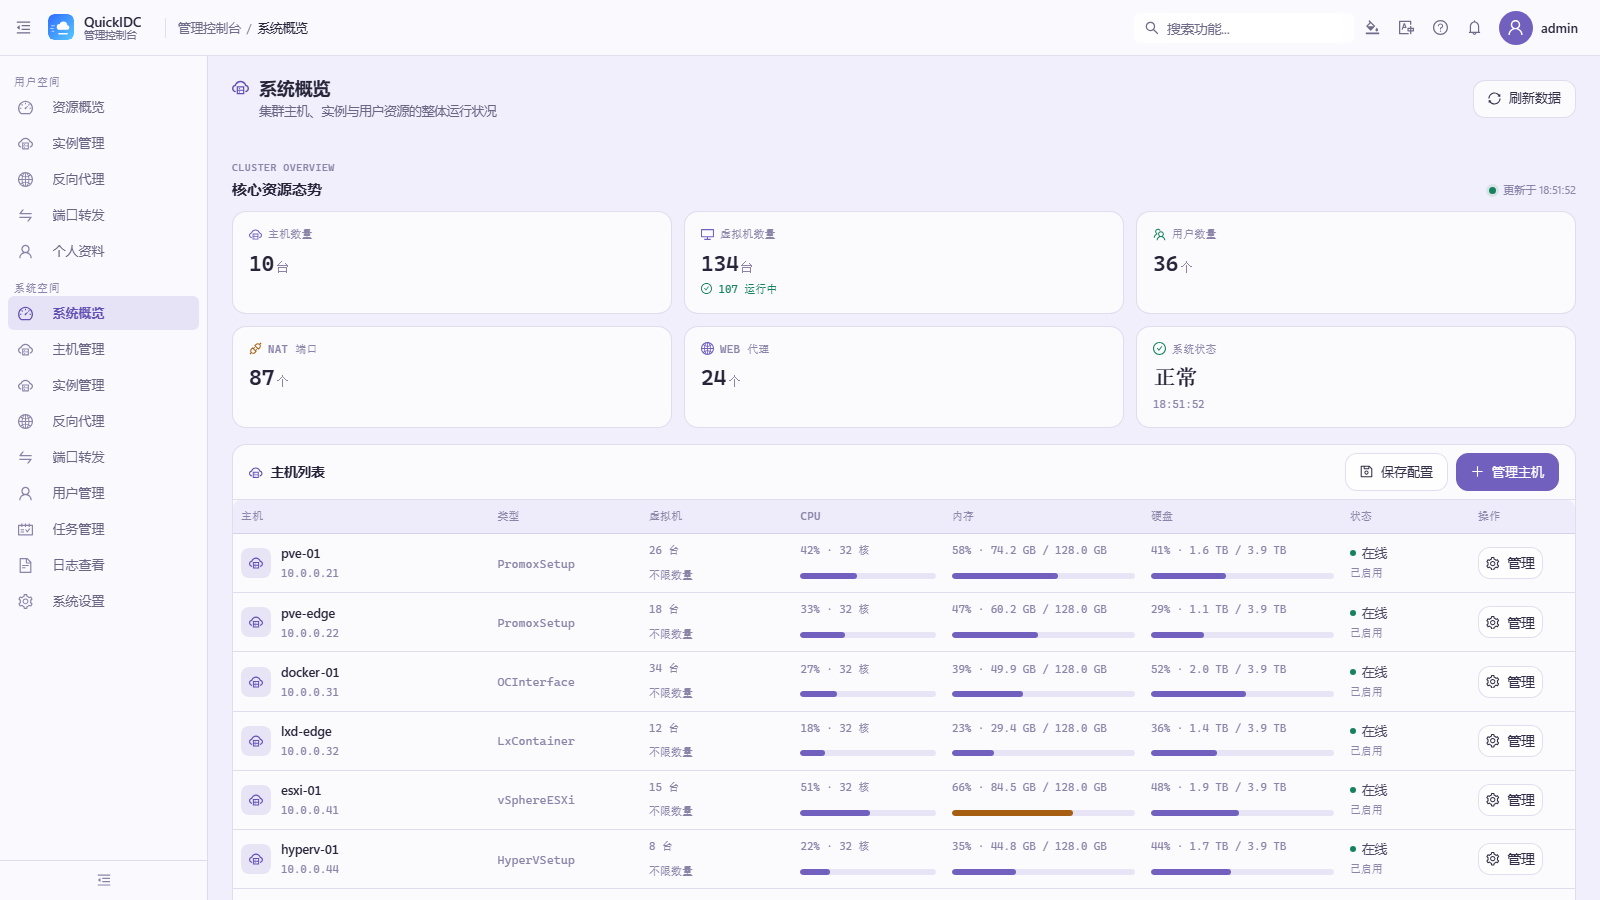 QuickIDC
管理控制台
管理控制台 / 系统概览
搜索功能...
admin
用户空间
资源概览
实例管理
反向代理
端口转发
个人资料
系统空间
系统概览
主机管理
实例管理
反向代理
端口转发
用户管理
任务管理
日志查看
系统设置
系统概览
集群主机、实例与用户资源的整体运行状况
刷新数据
CLUSTER OVERVIEW
核心资源态势
更新于 18:51:52
主机数量
10台
虚拟机数量
134台
107 运行中
用户数量
36个
NAT 端口
87个
WEB 代理
24个
系统状态
正常
18:51:52
主机列表
保存配置
管理主机
主机 类型 虚拟机 CPU 内存 硬盘 状态 操作
pve-01
10.0.0.21
PromoxSetup
26 台
不限数量
42% · 32 核
58% · 74.2 GB / 128.0 GB
41% · 1.6 TB / 3.9 TB
在线
已启用
管理
pve-edge
10.0.0.22
PromoxSetup
18 台
不限数量
33% · 32 核
47% · 60.2 GB / 128.0 GB
29% · 1.1 TB / 3.9 TB
在线
已启用
管理
docker-01
10.0.0.31
OCInterface
34 台
不限数量
27% · 32 核
39% · 49.9 GB / 128.0 GB
52% · 2.0 TB / 3.9 TB
在线
已启用
管理
lxd-edge
10.0.0.32
LxContainer
12 台
不限数量
18% · 32 核
23% · 29.4 GB / 128.0 GB
36% · 1.4 TB / 3.9 TB
在线
已启用
管理
esxi-01
10.0.0.41
vSphereESXi
15 台
不限数量
51% · 32 核
66% · 84.5 GB / 128.0 GB
48% · 1.9 TB / 3.9 TB
在线
已启用
管理
hyperv-01
10.0.0.44
HyperVSetup
8 台
不限数量
22% · 32 核
35% · 44.8 GB / 128.0 GB
44% · 1.7 TB / 3.9 TB
在线
已启用
管理